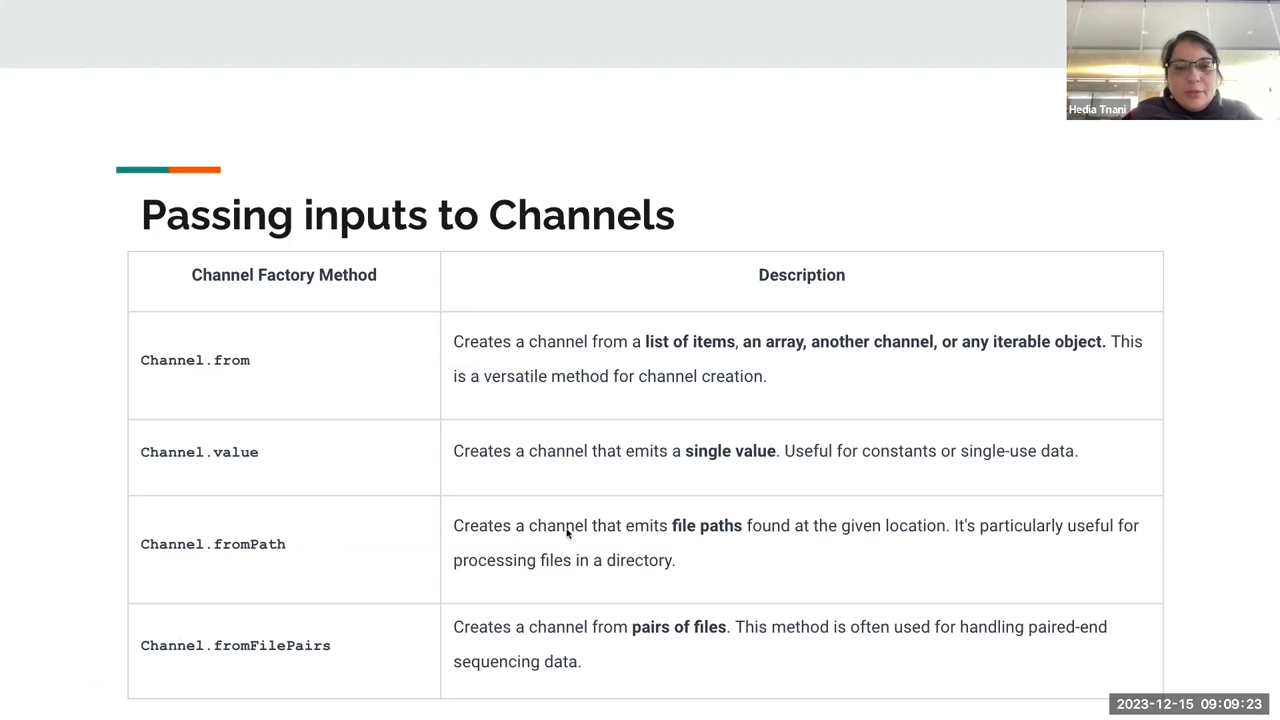 Hedia Tnani
Passing inputs to Channels
Channel Factory Method
Description
Channel.from
Creates a channel from a list of items, an array, another channel, or any iterable object. This
is a versatile method for channel creation.
Channel.value
Creates a channel that emits a single value. Useful for constants or single-use data.
Channel.fromPath
Creates a channel that emits file paths found at the given location. It's particularly useful for
processing files in a directory.
Channel.fromFilePairs
Creates a channel from pairs of files. This method is often used for handling paired-end
sequencing data.
2023-12-15 09:09:23